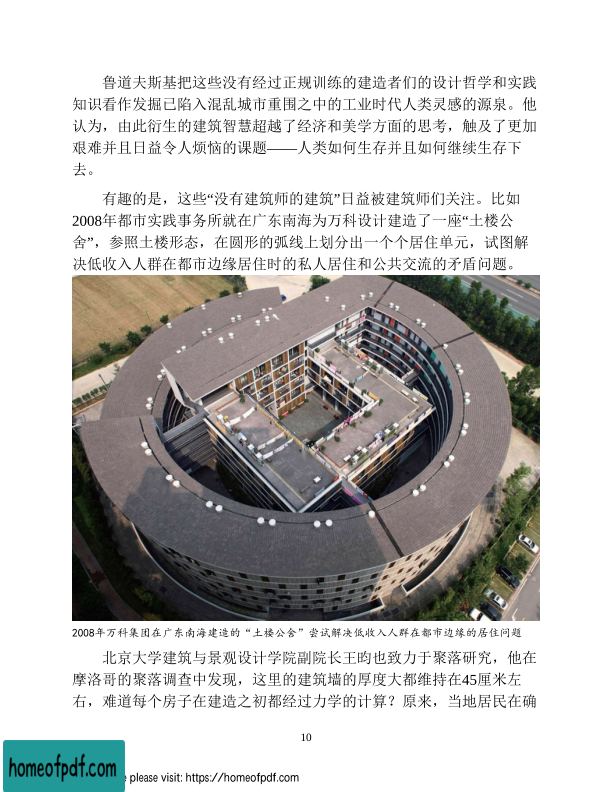 鲁道夫斯基把这些没有经过正规训练的建造者们的设计哲学和实践
知识看作发掘已陷入混乱城市重围之中的工业时代人类灵感的源泉。他
认为，由此衍生的建筑智慧超越了经济和美学方面的思考，触及了更加
艰难并且日益令人烦恼的课题——人类如何生存并且如何继续生存下
去。
有趣的是，这些“没有建筑师的建筑”日益被建筑师们关注。比如
2008年都市实践事务所就在广东南海为万科设计建造了一座“土楼公
舍”，参照土楼形态，在圆形的弧线上划分出一个个居住单元，试图解
决低收入人群在都市边缘居住时的私人居住和公共交流的矛盾问题。
2008年万科集团在广东南海建造的“土楼公舍”尝试解决低收入人群在都市边缘的居住问题
北京大学建筑与景观设计学院副院长王昀也致力于聚落研究，他在
摩洛哥的聚落调查中发现，这里的建筑墙的厚度大都维持在45厘米左
右，难道每个房子在建造之初都经过力学的计算？原来，当地居民在确
10
homeofpdf.com
please visit: https://homeofpdf.com